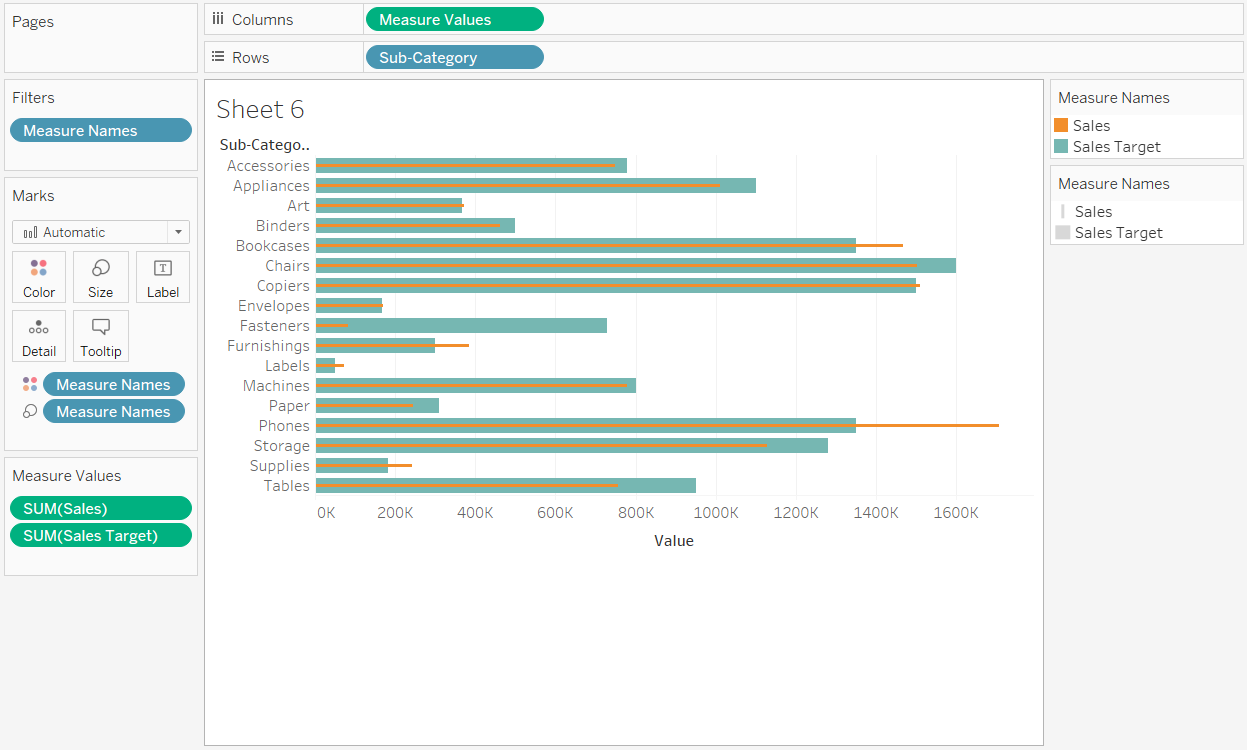 Pages
Columns
Measure Values
Rows
Sub-Category
Filters
Measure Names
Marks
Automatic
Color
Size
Label
Detail
Tooltip
Measure Names
Measure Names
Measure Values
SUM(Sales)
SUM(Sales Target)
Sheet 6
Sub-Catego..
Accessories
Appliances
Art
Binders
Bookcases
Chairs
Copiers
Envelopes
Fasteners
Furnishings
Labels
Machines
Paper
Phones
Storage
Supplies
Tables
0K 200K 400K 600K 800K 1000K 1200K 1400K 1600K
Value
Measure Names
Sales
Sales Target
Measure Names
Sales
Sales Target